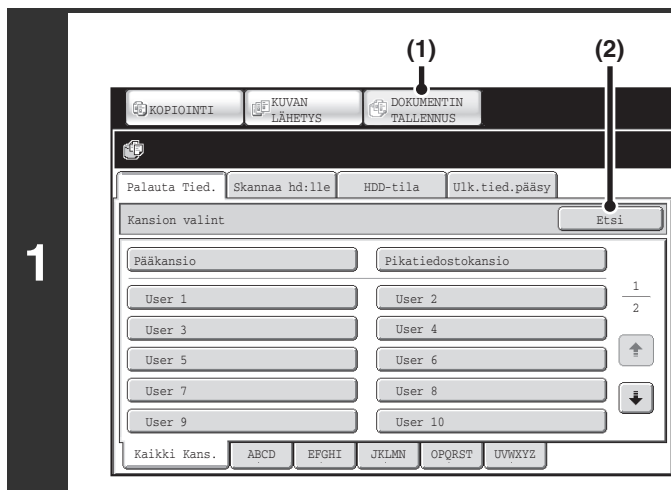 (1) (2)
KOPIOINTI
KUVAN
LÄHETYS
DOKUMENTIN
TALLENNUS
Palauta Tied. Skannaa hd:lle HDD-tila Ulk.tied.pääsy
Kansion valint Etsi
1
Pääkansio Pikatiedostokansio
User 1 User 2
1
2
User 3 User 4
User 5 User 6
User 7 User 8
User 9 User 10
Kaikki Kans. ABCD EFGHI JKLMN OPQRST UVWXYZ